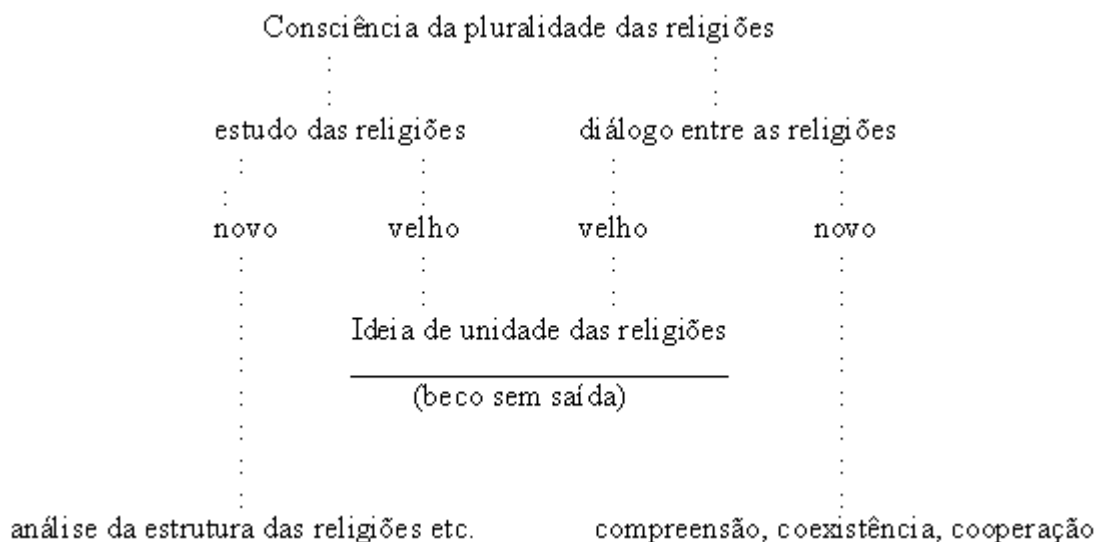 Consciência da pluralidade das religiões
estudo das religiões diálogo entre as religiões
novo velho velho novo
Ideia de unidade das religiões
(beco sem saída)
análise da estrutura das religiões etc. compreensão, coexistência, cooperação